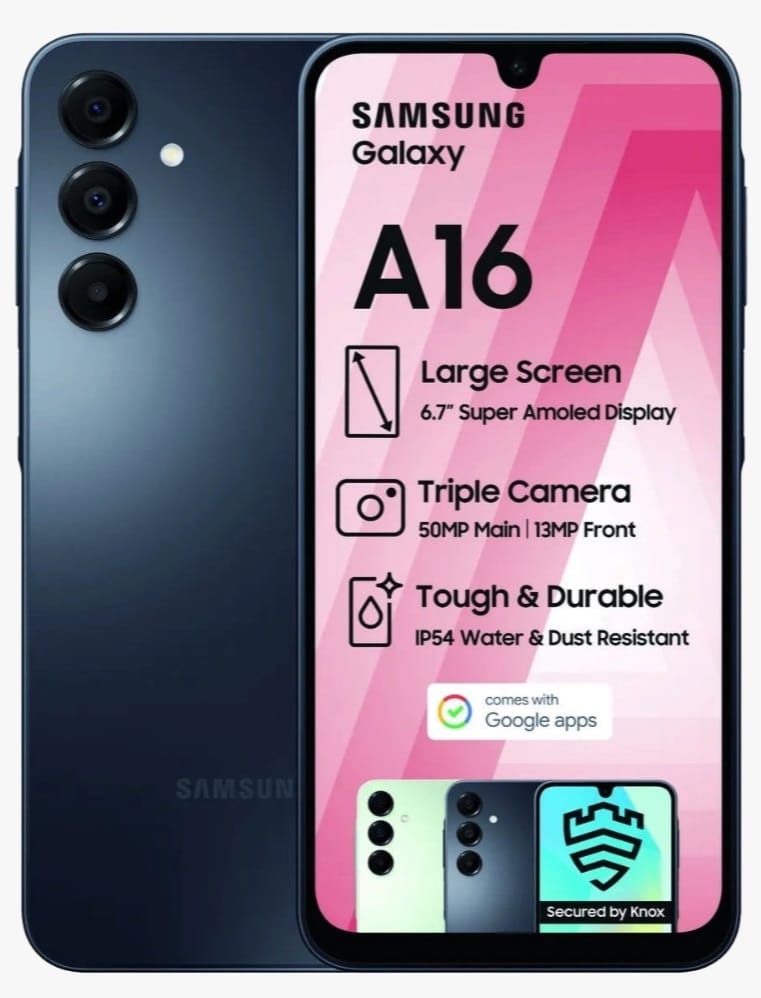 SAMSUNG
Galaxy
A16
Large Screen
6.7" Super Amoled Display
Triple Camera
50MP Main | 13MP Front
Tough & Durable
IP54 Water & Dust Resistant
comes with
Google apps
SAMSUN
Secured by Knox